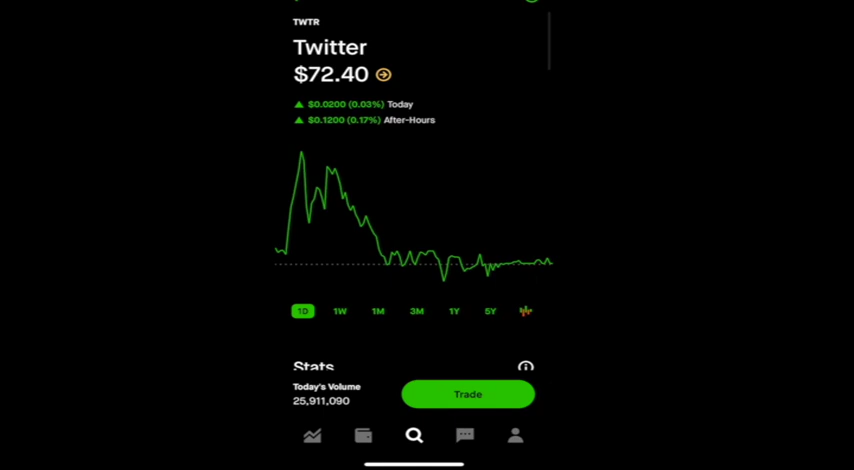 TWTR
Twitter
$72.40
$0.0200 (0.03%) Today
$0.1200 (0.17%) After-Hours
1D 1W 1M 3M 1Y 5Y
Stats
Today's Volume
25,911,090
Trade